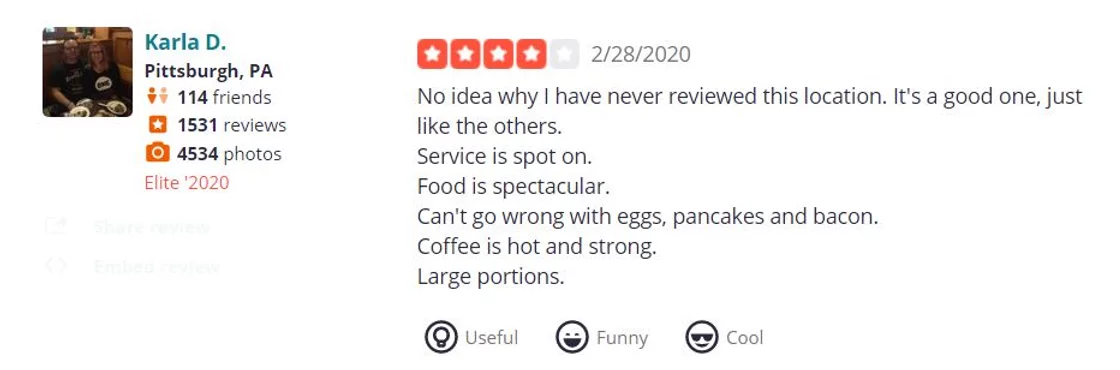 Karla D.
Pittsburgh, PA
114 friends
1531 reviews
4534 photos
Elite '2020
Share review
Embed review
2/28/2020
No idea why I have never reviewed this location. It's a good one, just
like the others.
Service is spot on.
Food is spectacular.
Can't go wrong with eggs, pancakes and bacon.
Coffee is hot and strong.
Large portions.
Useful
Funny
Cool